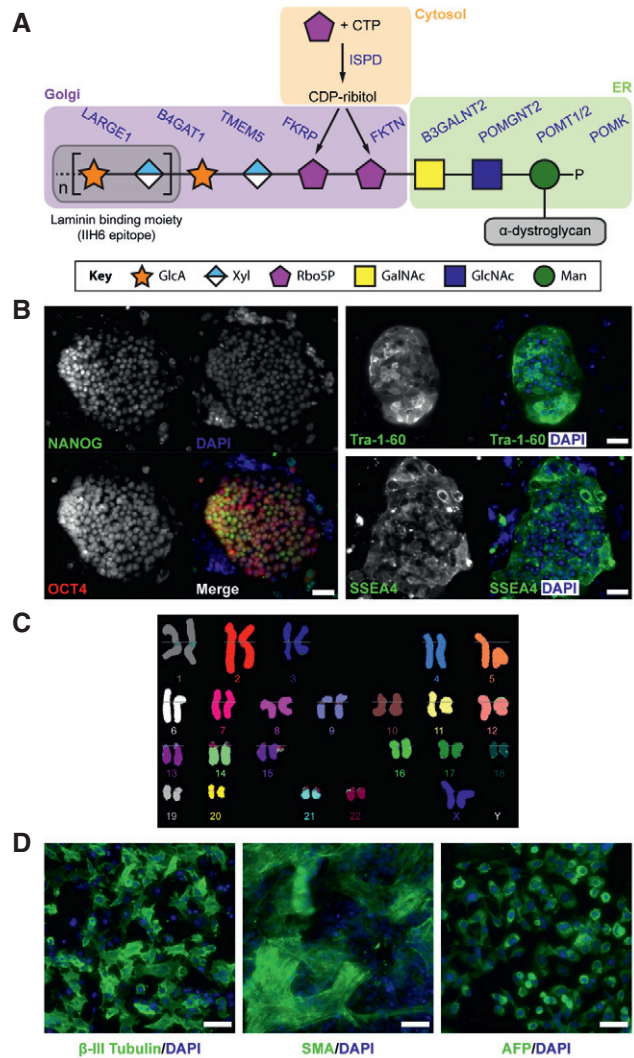 A
Cytosol
+ CTP
ISPD
CDP-ribitol
Golgi
ER
LARGE1
B4GAT1
TMEM5
FKRP
FKTN
B3GALNT2
POMGNT2
POMT1/2
POMK
n
P
Laminin binding moiety
(IIH6 epitope)
α-dystroglycan
Key GlcA Xyl Rbo5P GalNAc GlcNAc Man
B
NANOG DAPI
OCT4 Merge
Tra-1-60 Tra-1-60 DAPI
SSEA4 SSEA4 DAPI
C
1 2 3 4 5
6 7 8 9 10 11 12
13 14 15 16 17 18
19 20 21 22 X Y
D
β-III Tubulin/DAPI SMA/DAPI AFP/DAPI